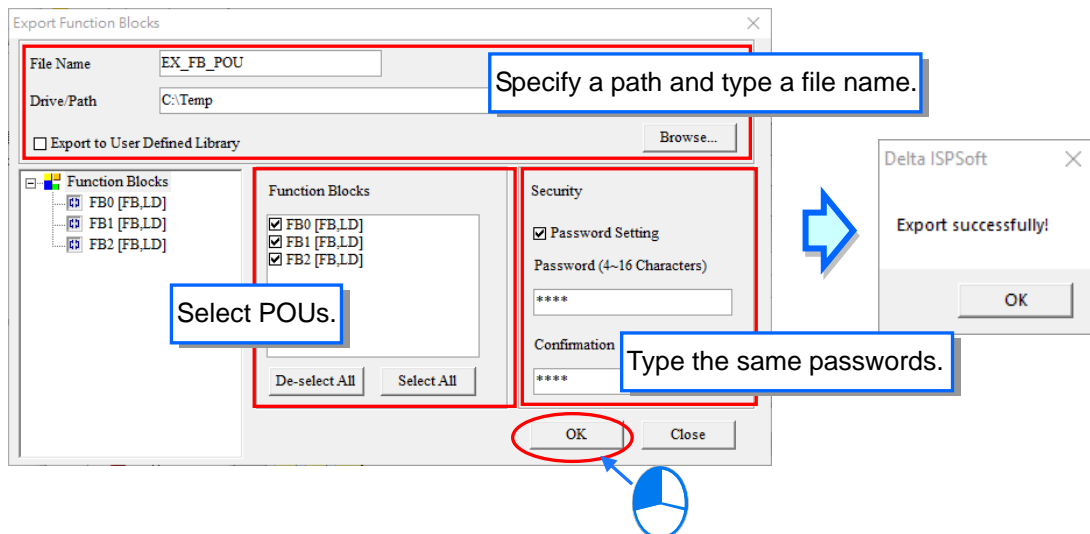 Export Function Blocks
File Name
EX_FB_POU
Specify a path and type a file name.
Drive/Path
C:\Temp
Export to User Defined Library
Browse...
Function Blocks
FB0 [FB,LD]
FB1 [FB,LD]
FB2 [FB,LD]
Function Blocks
FB0 [FB,LD]
FB1 [FB,LD]
FB2 [FB,LD]
Select POUs.
De-select All
Select All
Security
Password Setting
Password (4~16 Characters)
****
Confirmation
Type the same passwords.
****
OK
Close
Delta ISPSoft
Export successfully!
OK